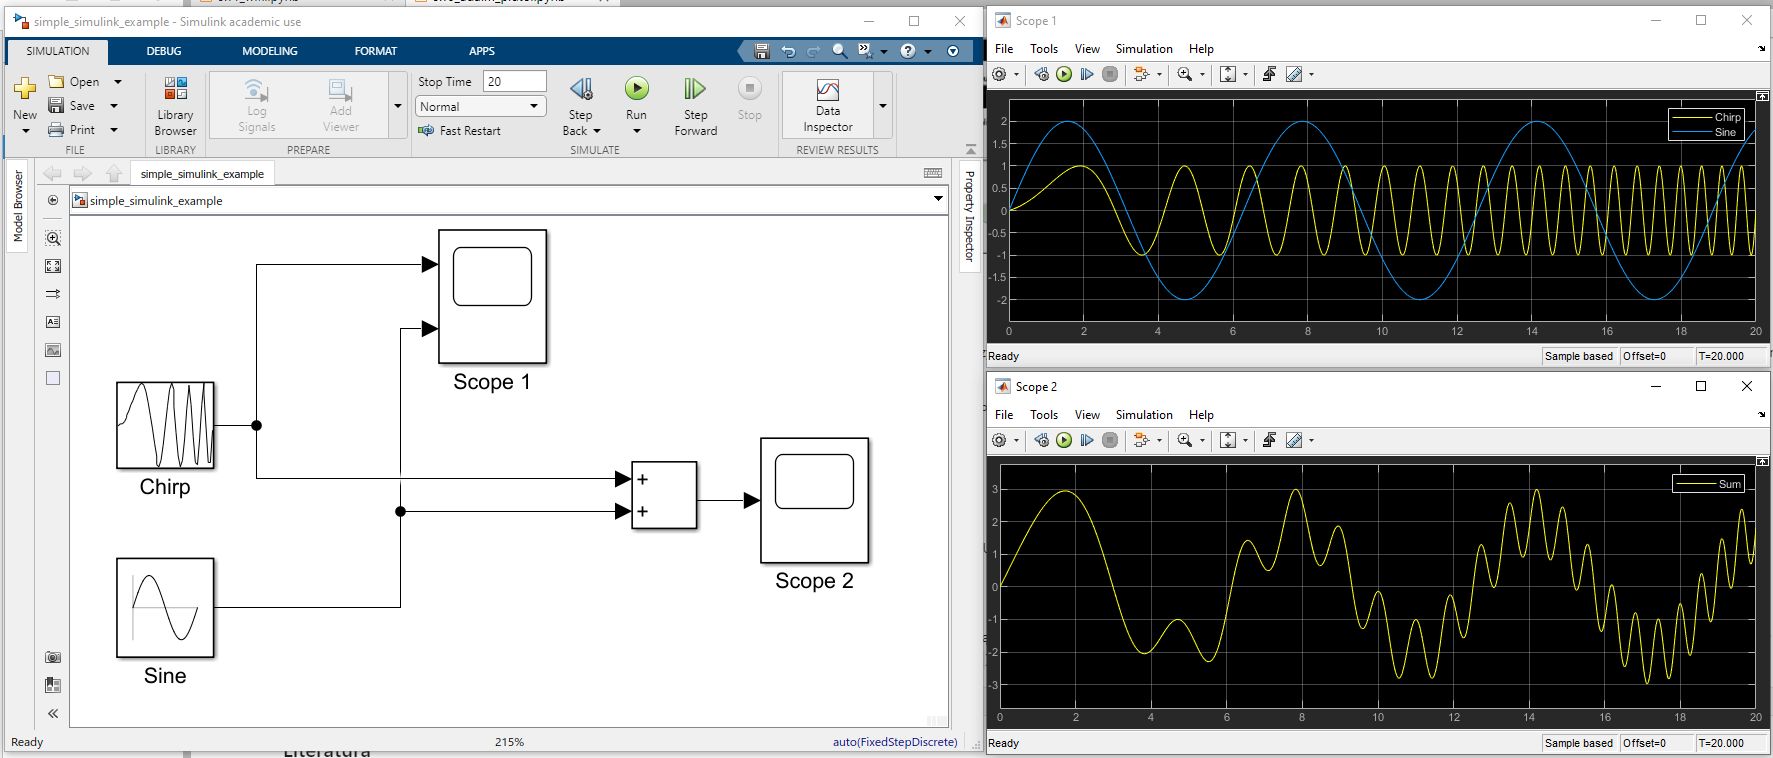 simple_simulink_example - Simulink academic use
SIMULATION DEBUG MODELING FORMAT APPS
New
Open
Save
Print
FILE
Library
Browser
LIBRARY
Log
Signals
Add
Viewer
PREPARE
Stop Time 20
Normal
Fast Restart
Step
Back
Run
Step
Forward
Stop
SIMULATE
Data
Inspector
REVIEW RESULTS
Model Browser
simple_simulink_example
simple_simulink_example
Property Inspector
Scope 1
Chirp
+
+
Scope 2
Sine
Ready 215% auto(FixedStepDiscrete)
Literatura
Scope 1
File Tools View Simulation Help
Chirp
Sine
2
1.5
1
0.5
0
-0.5
-1
-1.5
-2
0 2 4 6 8 10 12 14 16 18 20
Ready Sample based Offset=0 T=20.000
Scope 2
File Tools View Simulation Help
Sum
3
2
1
0
-1
-2
-3
0 2 4 6 8 10 12 14 16 18 20
Ready Sample based Offset=0 T=20.000